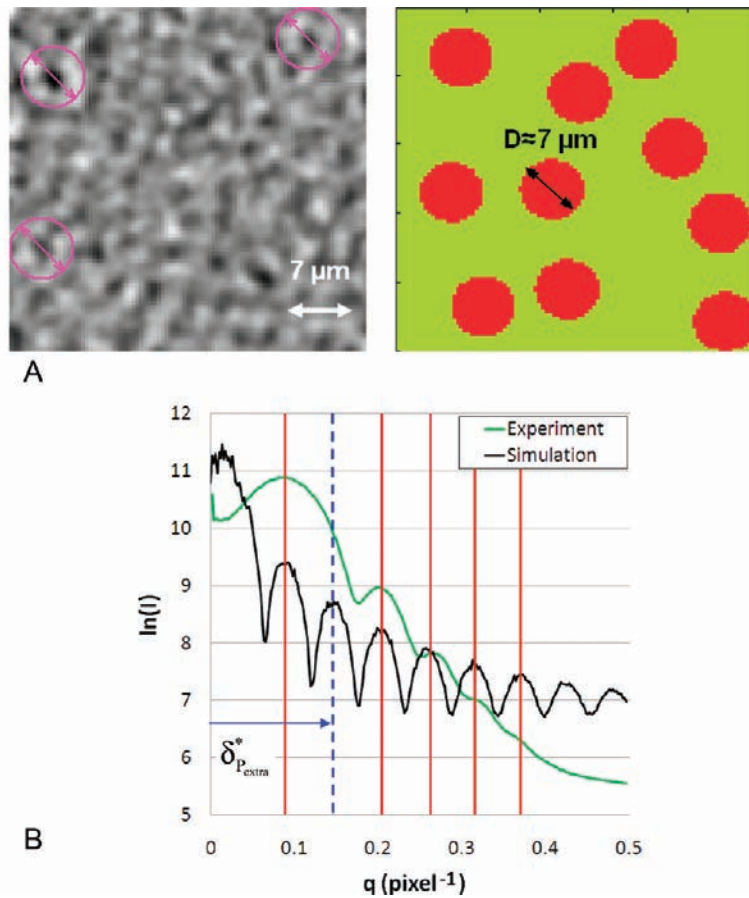 7 µm
D≈7 µm
A
12
11
10
9
8
7
6
5
ln(I)
Experiment
Simulation
δ*Pextra
0
0.1
0.2
0.3
0.4
0.5
q (pixel-1)
B